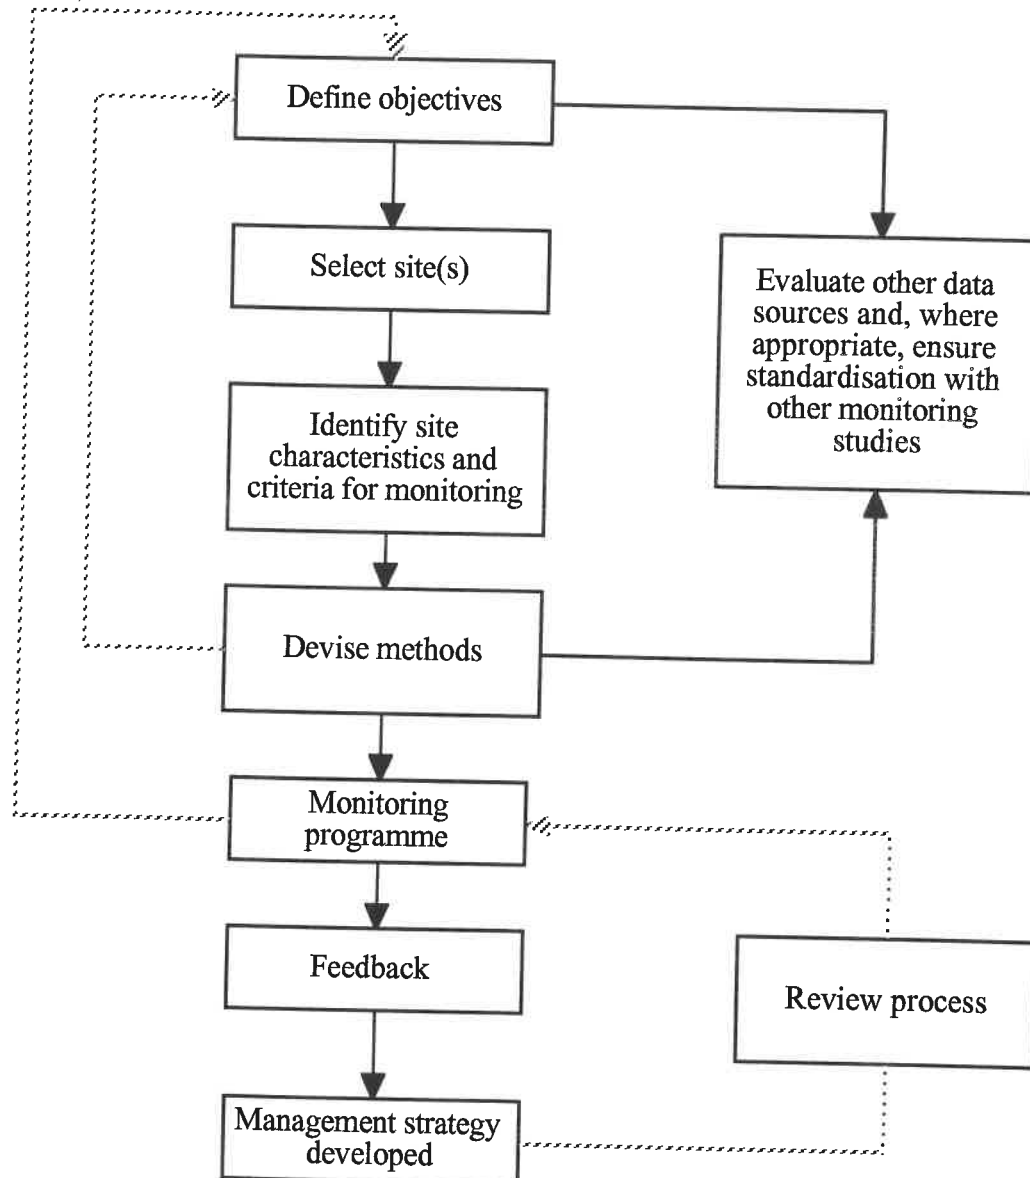 Define objectives
Select site(s)
Evaluate other data
sources and, where
appropriate, ensure
standardisation with
other monitoring
studies
Identify site
characteristics and
criteria for monitoring
Devise methods
Monitoring
programme
Feedback
Review process
Management strategy
developed